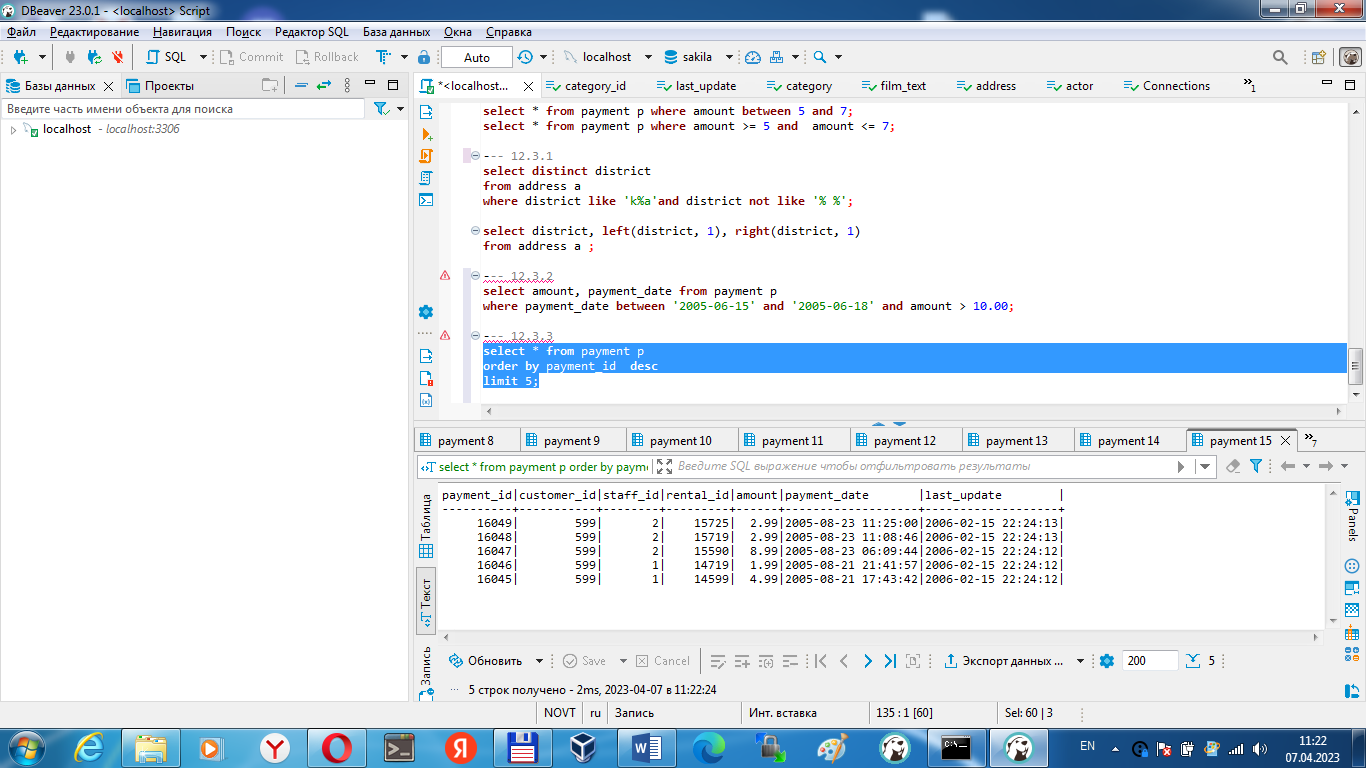 DBeaver 23.0.1 - <localhost> Script
Файл Редактирование Навигация Поиск Редактор SQL База данных Окна Справка
SQL Commit Rollback Auto localhost sakila
Базы данных Проекты
Введите часть имени объекта для поиска
localhost - localhost:3306
*<localhost... category_id last_update category film_text address actor Connections »1
select * from payment p where amount between 5 and 7;
select * from payment p where amount >= 5 and  amount <= 7;
--- 12.3.1
select distinct district
from address a
where district like 'k%a'and district not like '% %';
select district, left(district, 1), right(district, 1)
from address a ;
--- 12.3.2
select amount, payment_date from payment p
where payment_date between '2005-06-15' and '2005-06-18' and amount > 10.00;
--- 12.3.3
select * from payment p
order by payment_id  desc
limit 5;
payment 8 payment 9 payment 10 payment 11 payment 12 payment 13 payment 14 payment 15 »7
select * from payment p order by payme Введите SQL выражение чтобы отфильтровать результаты
Таблица
Текст
Запись
payment_id|customer_id|staff_id|rental_id|amount|payment_date       |last_update        |
----------+-----------+--------+---------+------+-------------------+-------------------+
     16049|        599|       2|    15725|  2.99|2005-08-23 11:25:00|2006-02-15 22:24:13|
     16048|        599|       2|    15719|  2.99|2005-08-23 11:08:46|2006-02-15 22:24:13|
     16047|        599|       2|    15590|  8.99|2005-08-23 06:09:44|2006-02-15 22:24:12|
     16046|        599|       1|    14719|  1.99|2005-08-21 21:41:57|2006-02-15 22:24:12|
     16045|        599|       1|    14599|  4.99|2005-08-21 17:43:42|2006-02-15 22:24:12|
Panels
Обновить Save Cancel Экспорт данных ... 200 5
5 строк получено - 2ms, 2023-04-07 в 11:22:24
NOVT ru Запись Инт. вставка 135 : 1 [60] Sel: 60 | 3
EN 11:22
07.04.2023